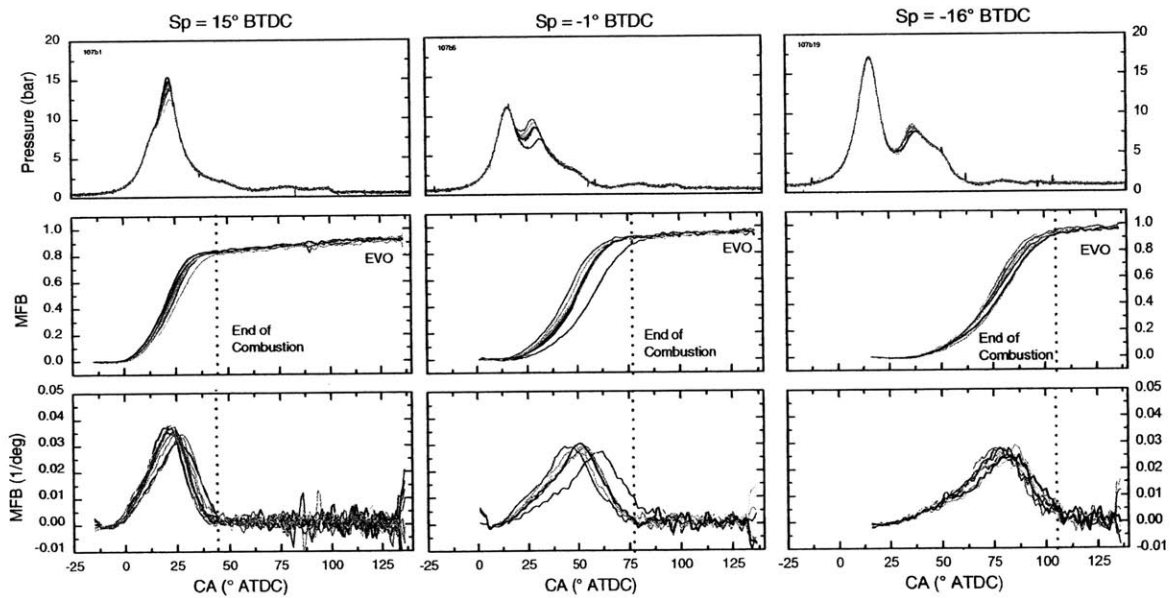 Sp = 15° BTDC
Sp = -1° BTDC
Sp = -16° BTDC
20
15
10
5
0
Pressure (bar)
107b1
107b6
107b19
20
15
10
5
0
1.0
0.8
0.6
0.4
0.2
0.0
MFB
EVO
End of
Combustion
EVO
End of
Combustion
EVO
End of
Combustion
1.0
0.8
0.6
0.4
0.2
0.0
0.05
0.04
0.03
0.02
0.01
0.00
-0.01
MFB (1/deg)
0.05
0.04
0.03
0.02
0.01
0.00
-0.01
-25 0 25 50 75 100 125
-25 0 25 50 75 100 125
-25 0 25 50 75 100 125
CA (° ATDC)
CA (° ATDC)
CA (° ATDC)